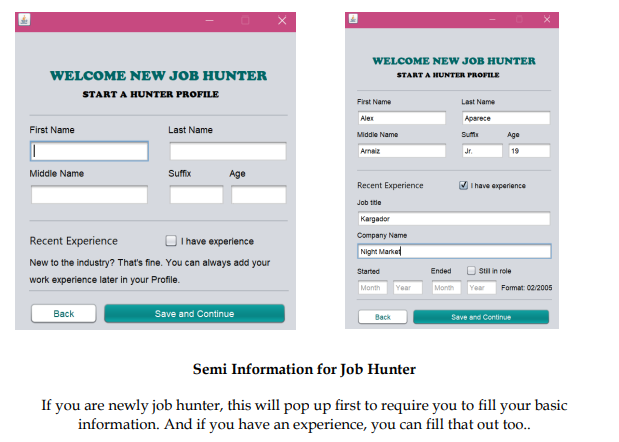 WELCOME NEW JOB HUNTER
START A HUNTER PROFILE
First Name Last Name
Middle Name Suffix Age
Recent Experience I have experience
New to the industry? That's fine. You can always add your
work experience later in your Profile.
Back Save and Continue
WELCOME NEW JOB HUNTER
START A HUNTER PROFILE
First Name Last Name
Alex Aparece
Middle Name Suffix Age
Arnaiz Jr. 19
Recent Experience I have experience
Job title
Kargador
Company Name
Night Market
Started Ended Still in role
Month Year Month Year Format: 02/2005
Back Save and Continue
Semi Information for Job Hunter
If you are newly job hunter, this will pop up first to require you to fill your basic
information. And if you have an experience, you can fill that out too..